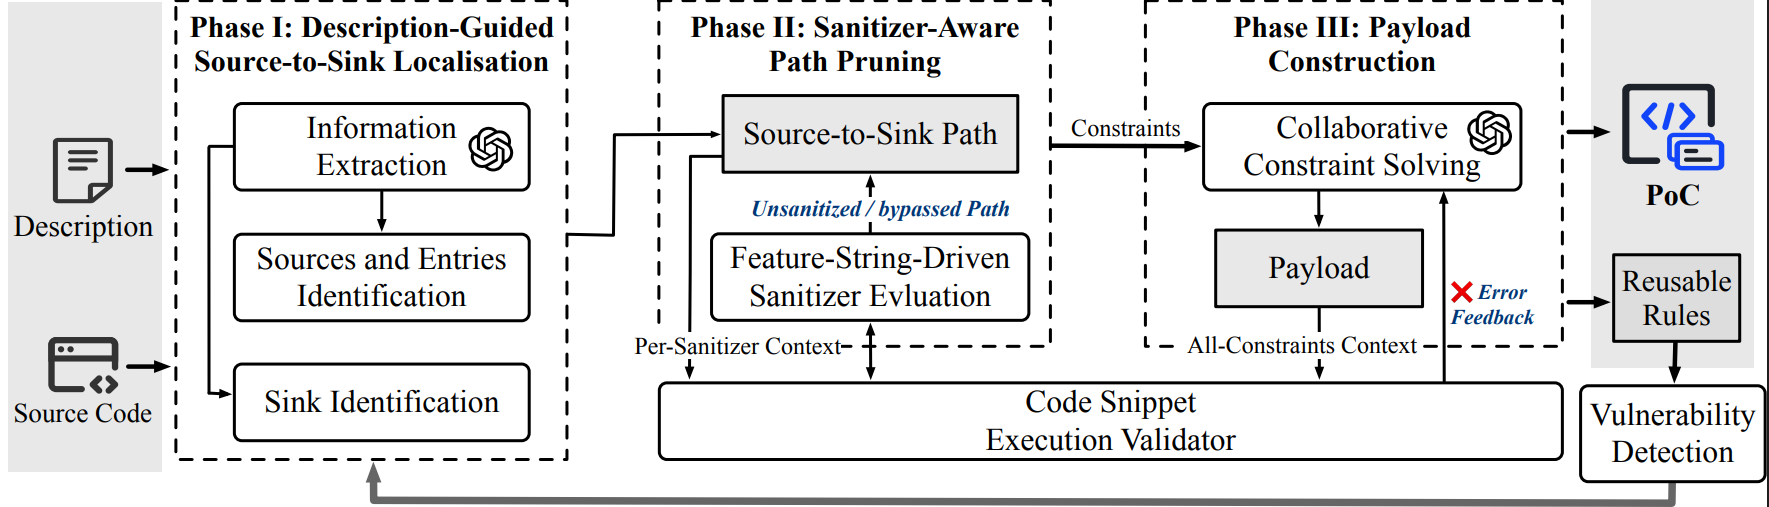 Description
Source Code
Phase I: Description-Guided
Source-to-Sink Localisation
Information
Extraction
Sources and Entries
Identification
Sink Identification
Phase II: Sanitizer-Aware
Path Pruning
Source-to-Sink Path
Unsanitized / bypassed Path
Feature-String-Driven
Sanitizer Evluation
Per-Sanitizer Context
Constraints
Phase III: Payload
Construction
Collaborative
Constraint Solving
Payload
Error
Feedback
All-Constraints Context
Code Snippet
Execution Validator
PoC
Reusable
Rules
Vulnerability
Detection